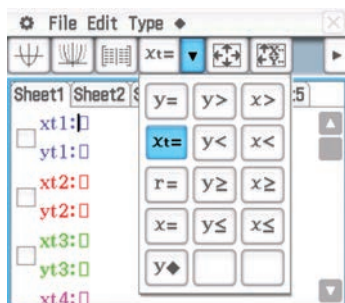 File Edit Type ◆
xt=
Sheet1 Sheet2 S :5
y= y> x>
xt= y< x<
r= y≥ x≥
x= y≤ x≤
y◆
xt1:
yt1:
xt2:
yt2:
xt3:
yt3:
xt4: